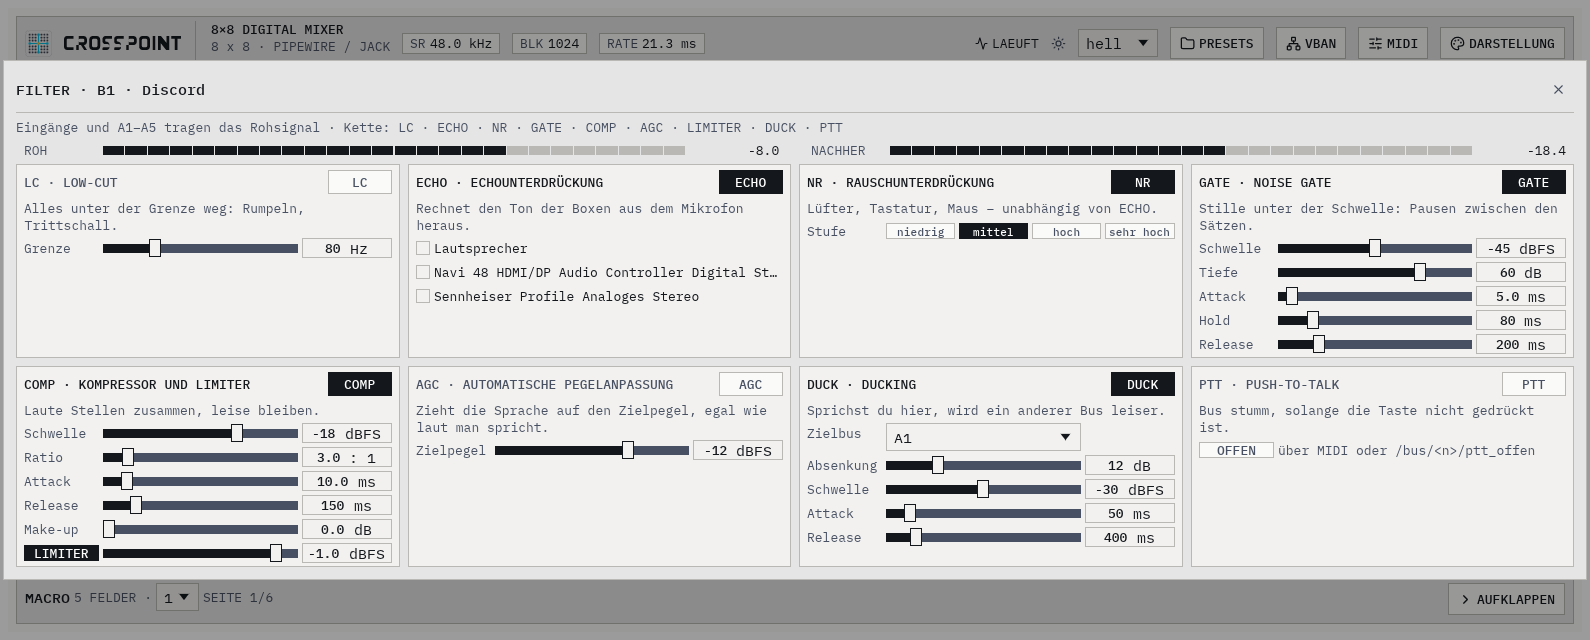 CROSSPOINT
8×8 DIGITAL MIXER
8 x 8 · PIPEWIRE / JACK
SR 48.0 kHz
BLK 1024
RATE 21.3 ms
LAEUFT
hell
PRESETS
VBAN
MIDI
DARSTELLUNG
FILTER · B1 · Discord
Eingänge und A1–A5 tragen das Rohsignal · Kette: LC · ECHO · NR · GATE · COMP · AGC · LIMITER · DUCK · PTT
ROH -8.0
NACHHER -18.4
LC · LOW-CUT LC
Alles unter der Grenze weg: Rumpeln,
Trittschall.
Grenze 80 Hz
ECHO · ECHOUNTERDRÜCKUNG ECHO
Rechnet den Ton der Boxen aus dem Mikrofon
heraus.
Lautsprecher
Navi 48 HDMI/DP Audio Controller Digital St…
Sennheiser Profile Analoges Stereo
NR · RAUSCHUNTERDRÜCKUNG NR
Lüfter, Tastatur, Maus – unabhängig von ECHO.
Stufe niedrig mittel hoch sehr hoch
GATE · NOISE GATE GATE
Stille unter der Schwelle: Pausen zwischen den
Sätzen.
Schwelle -45 dBFS
Tiefe 60 dB
Attack 5.0 ms
Hold 80 ms
Release 200 ms
COMP · KOMPRESSOR UND LIMITER COMP
Laute Stellen zusammen, leise bleiben.
Schwelle -18 dBFS
Ratio 3.0 : 1
Attack 10.0 ms
Release 150 ms
Make-up 0.0 dB
LIMITER -1.0 dBFS
AGC · AUTOMATISCHE PEGELANPASSUNG AGC
Zieht die Sprache auf den Zielpegel, egal wie
laut man spricht.
Zielpegel -12 dBFS
DUCK · DUCKING DUCK
Sprichst du hier, wird ein anderer Bus leiser.
Zielbus A1
Absenkung 12 dB
Schwelle -30 dBFS
Attack 50 ms
Release 400 ms
PTT · PUSH-TO-TALK PTT
Bus stumm, solange die Taste nicht gedrückt
ist.
OFFEN über MIDI oder /bus/<n>/ptt_offen
MACRO 5 FELDER · 1 SEITE 1/6
AUFKLAPPEN